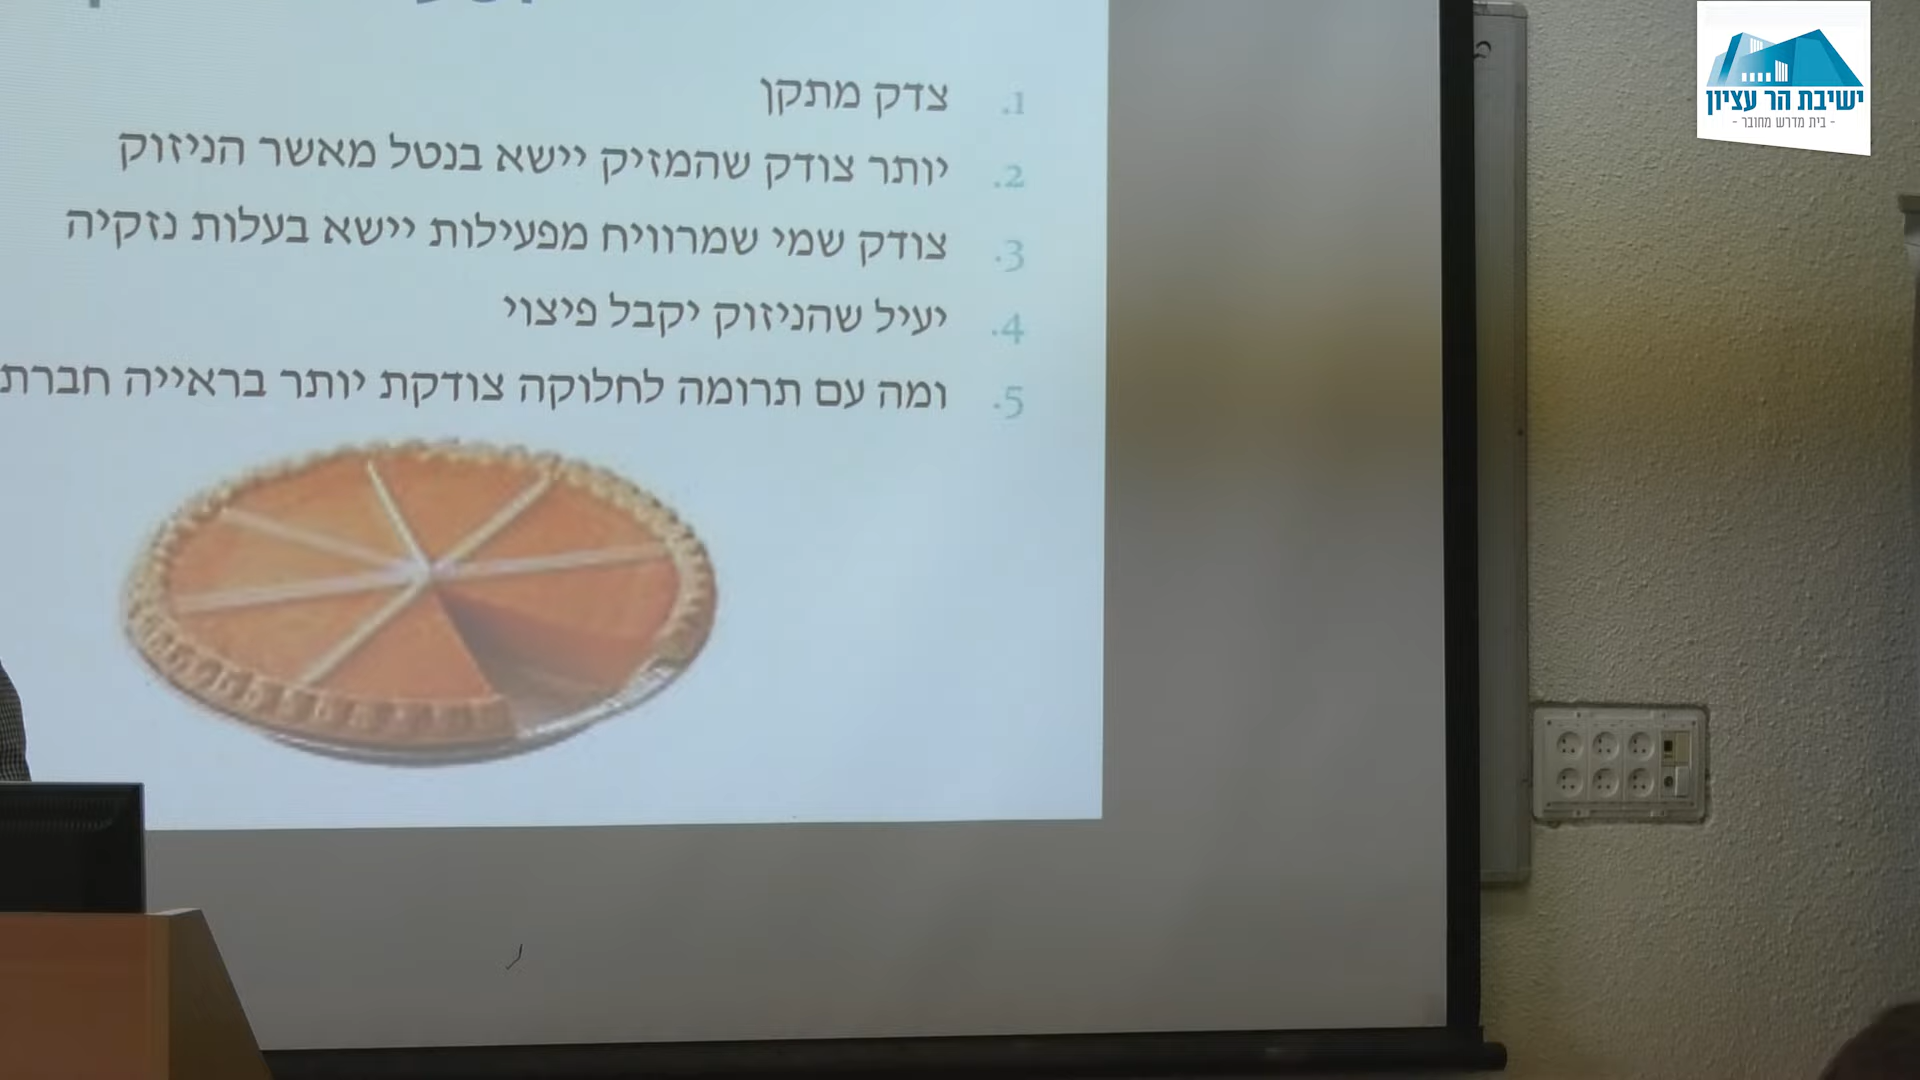 1. צדק מתקן
2. יותר צודק שהמזיק יישא בנטל מאשר הניזוק
3. צודק שמי שמרוויח מפעילות יישא בעלות נזקיה
4. יעיל שהניזוק יקבל פיצוי
5. ומה עם תרומה לחלוקה צודקת יותר בראייה חברת
ישיבת הר עציון
- בית מדרש מחובר -